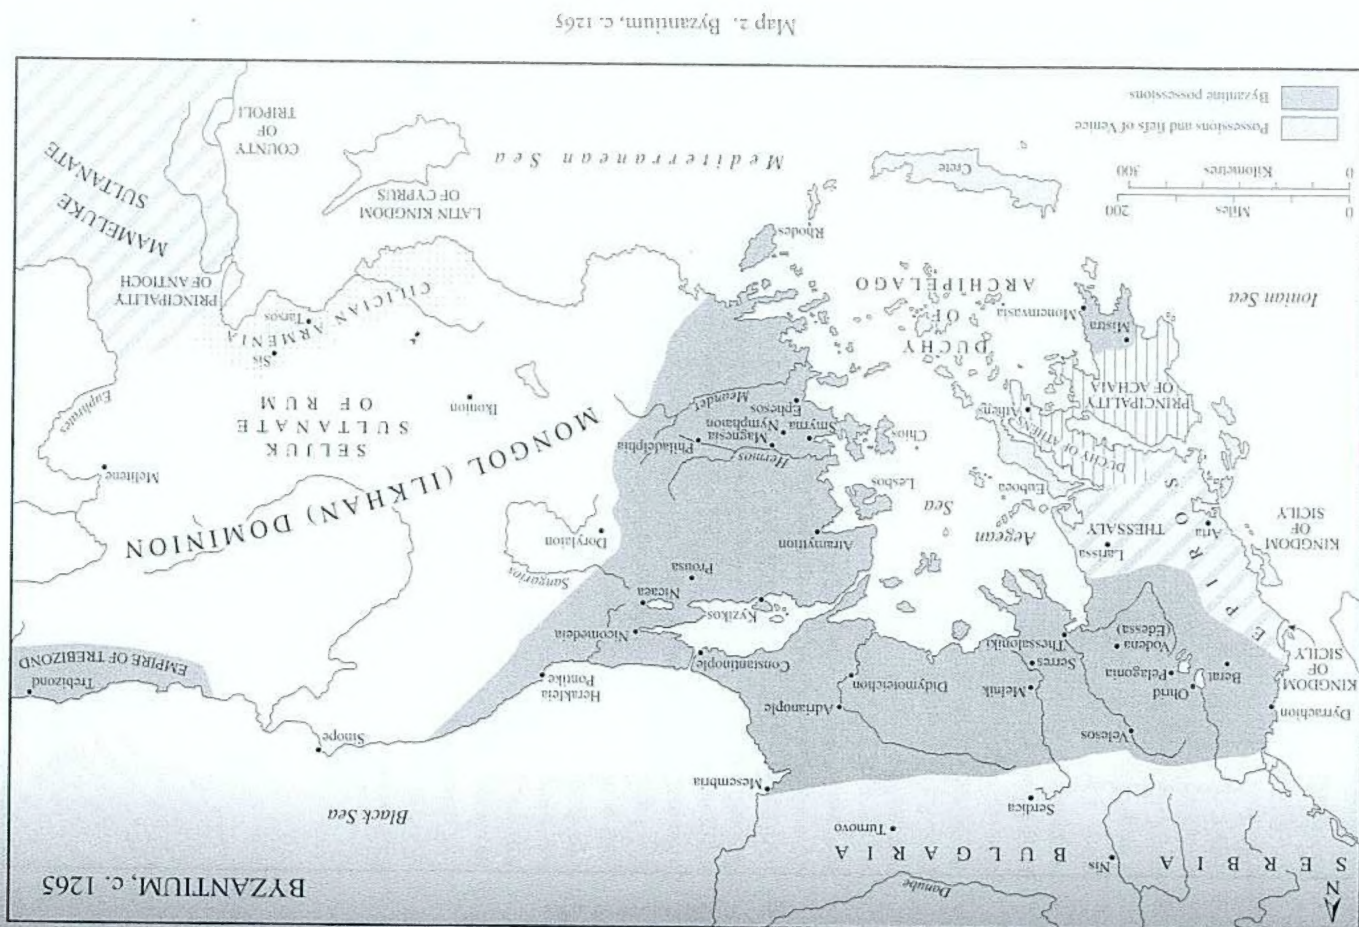 BYZANTIUM, c. 1265
N
SERBIA
BULGARIA
Danube
Nis
Turnovo
Serdica
Black Sea
Mesembria
Sinope
Velesos
Dyrrachion
Ohrid
Berat
Pelagonia
Vodena
(Edessa)
Melnik
Serres
Thessaloniki
Adrianople
Didymoteichon
Constantinople
Herakleia
Pontike
Nicomedeia
Trebizond
EMPIRE OF TREBIZOND
KINGDOM
OF
SICILY
Kyzikos
Nicaea
Prousa
Sangarios
Dorylaion
EPIROS
KINGDOM
OF
SICILY
Arta
Larissa
THESSALY
Aegean
Sea
Atramyttion
Lesbos
MONGOL (ILKHAN) DOMINION
Melitene
Euphrates
Euboea
DUCHY OF ATHENS
Athens
Chios
Hermos
Smyrna
Magnesia
Nymphaion
Philadelphia
Ephesos
Meander
SELJUK
SULTANATE
OF RUM
Ikonion
PRINCIPALITY
OF ACHAIA
Mistra
Monemvasia
DUCHY
OF
ARCHIPELAGO
Sis
Tarsos
CILICIAN ARMENIA
PRINCIPALITY
OF ANTIOCH
Ionian Sea
Rhodes
MAMELUKE
SULTANATE
LATIN KINGDOM
OF CYPRUS
COUNTY
OF
TRIPOLI
Crete
Mediterranean Sea
0 Miles 200
0 Kilometres 300
Possessions and fiefs of Venice
Byzantine possessions
Map 2. Byzantium, c. 1265